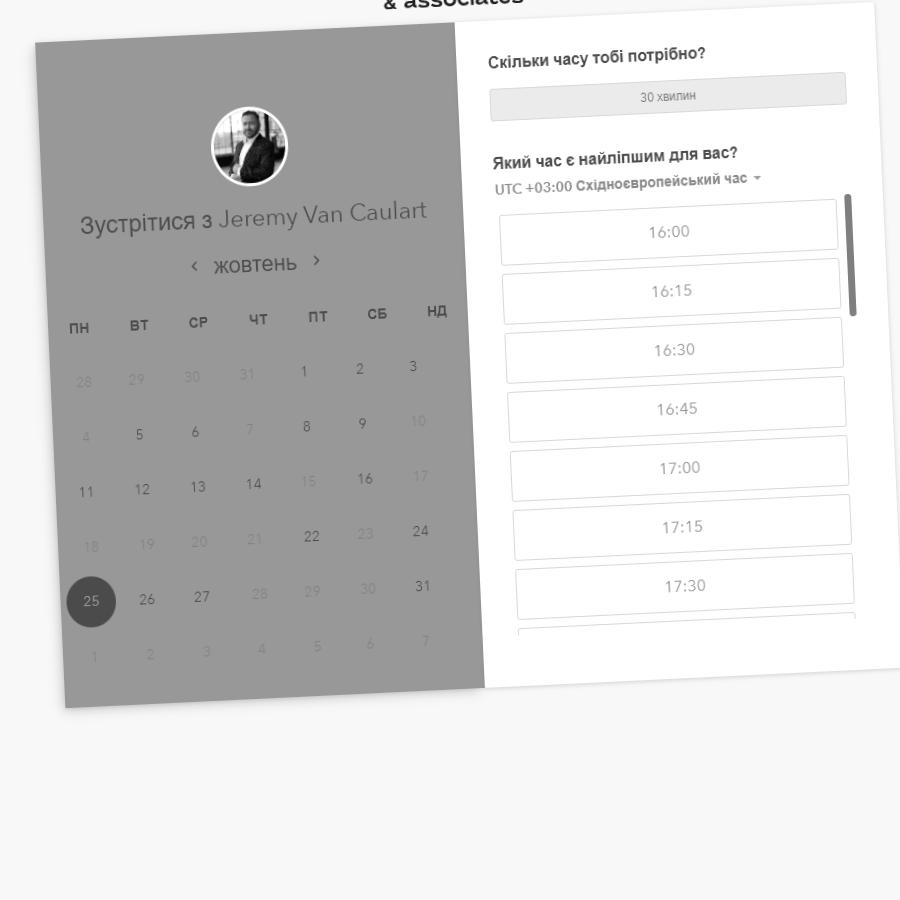 & associates
Зустрітися з Jeremy Van Caulart
‹ жовтень ›
ПН ВТ СР ЧТ ПТ СБ НД
28 29 30 31 1 2 3
4 5 6 7 8 9 10
11 12 13 14 15 16 17
18 19 20 21 22 23 24
25 26 27 28 29 30 31
1 2 3 4 5 6 7
Скільки часу тобі потрібно?
30 хвилин
Який час є найліпшим для вас?
UTC +03:00 Східноєвропейський час
16:00
16:15
16:30
16:45
17:00
17:15
17:30